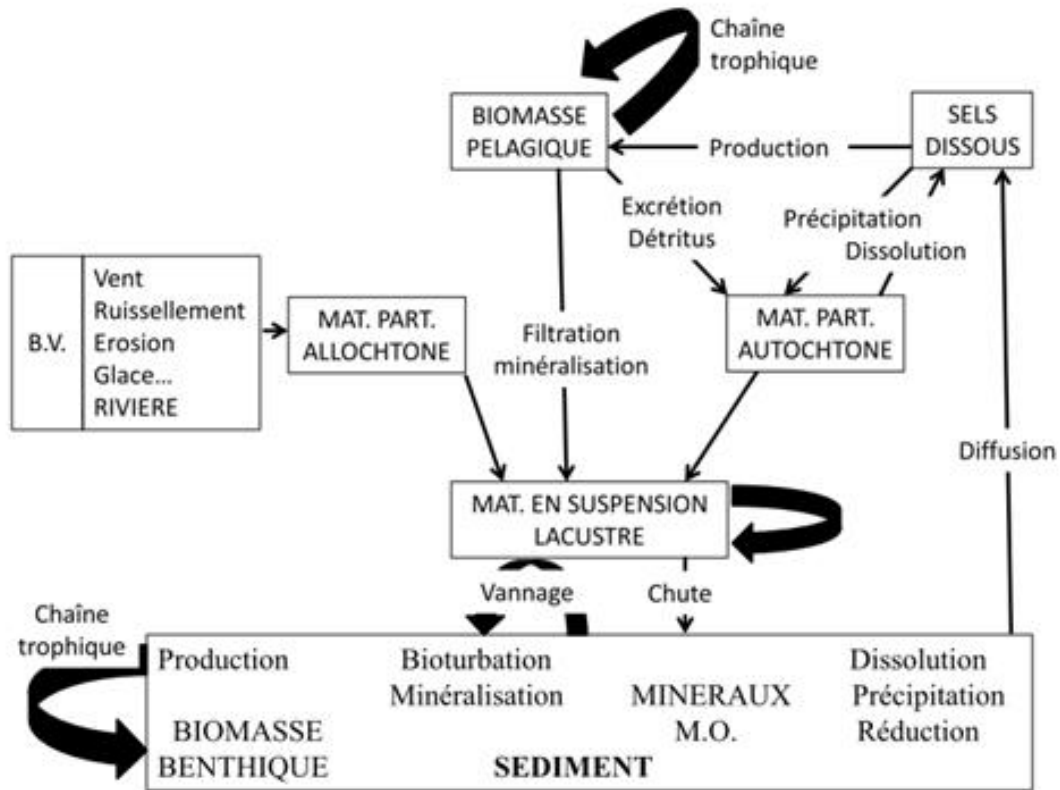 Chaîne
trophique
BIOMASSE
PELAGIQUE
SELS
DISSOUS
Production
Excrétion
Détritus
Précipitation
Dissolution
B.V.
Vent
Ruissellement
Erosion
Glace...
RIVIERE
MAT. PART.
ALLOCHTONE
Filtration
minéralisation
MAT. PART.
AUTOCHTONE
Diffusion
MAT. EN SUSPENSION
LACUSTRE
Vannage
Chute
Chaîne
trophique
Production
Bioturbation
Minéralisation
MINERAUX
M.O.
Dissolution
Précipitation
Réduction
BIOMASSE
BENTHIQUE
SEDIMENT